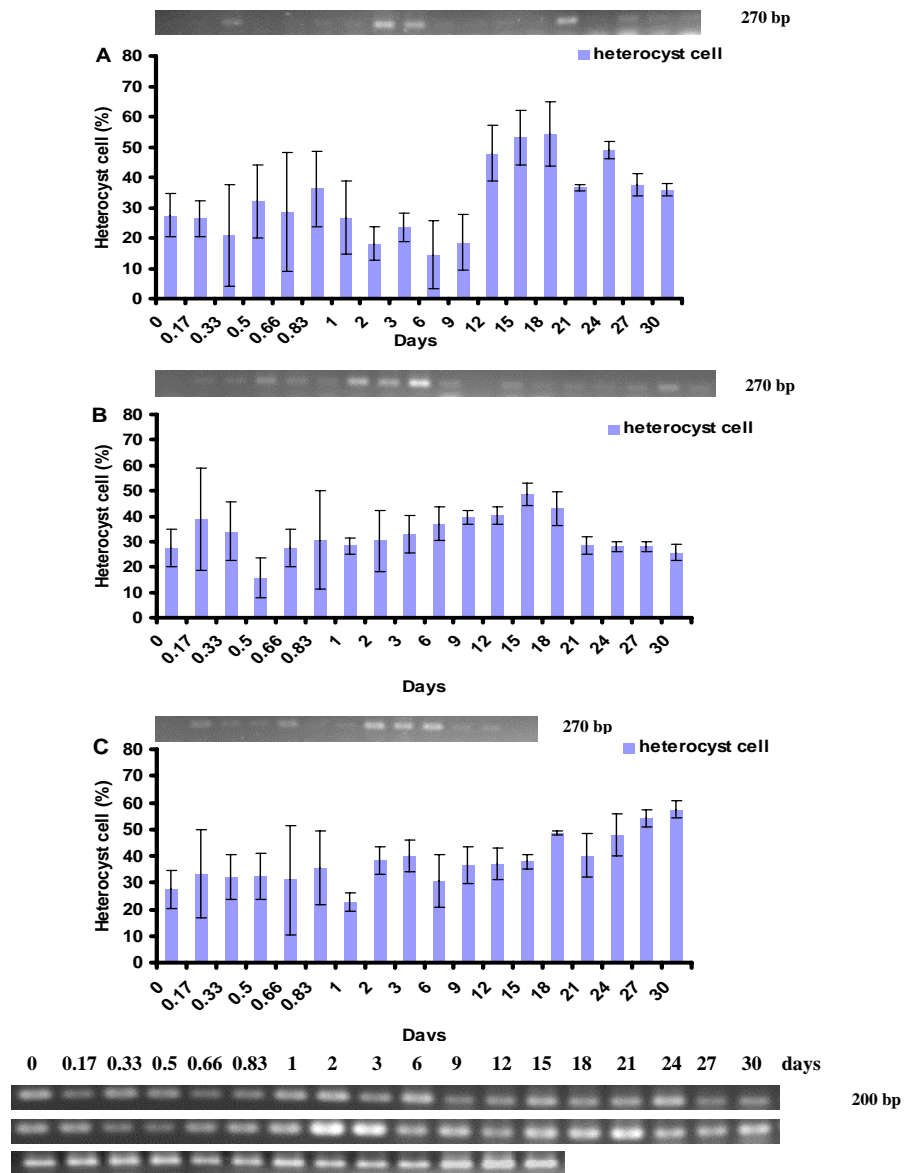 270 bp
A
heterocyst cell
Heterocyst cell (%)
80
70
60
50
40
30
20
10
0
0 0.17 0.33 0.5 0.66 0.83 1 2 3 6 9 12 15 18 21 24 27 30
Days
270 bp
B
heterocyst cell
Heterocyst cell (%)
80
70
60
50
40
30
20
10
0
0 0.17 0.33 0.5 0.66 0.83 1 2 3 6 9 12 15 18 21 24 27 30
Days
270 bp
C
heterocyst cell
Heterocyst cell (%)
80
70
60
50
40
30
20
10
0
0 0.17 0.33 0.5 0.66 0.83 1 2 3 6 9 12 15 18 21 24 27 30
Days
0 0.17 0.33 0.5 0.66 0.83 1 2 3 6 9 12 15 18 21 24 27 30 days
200 bp